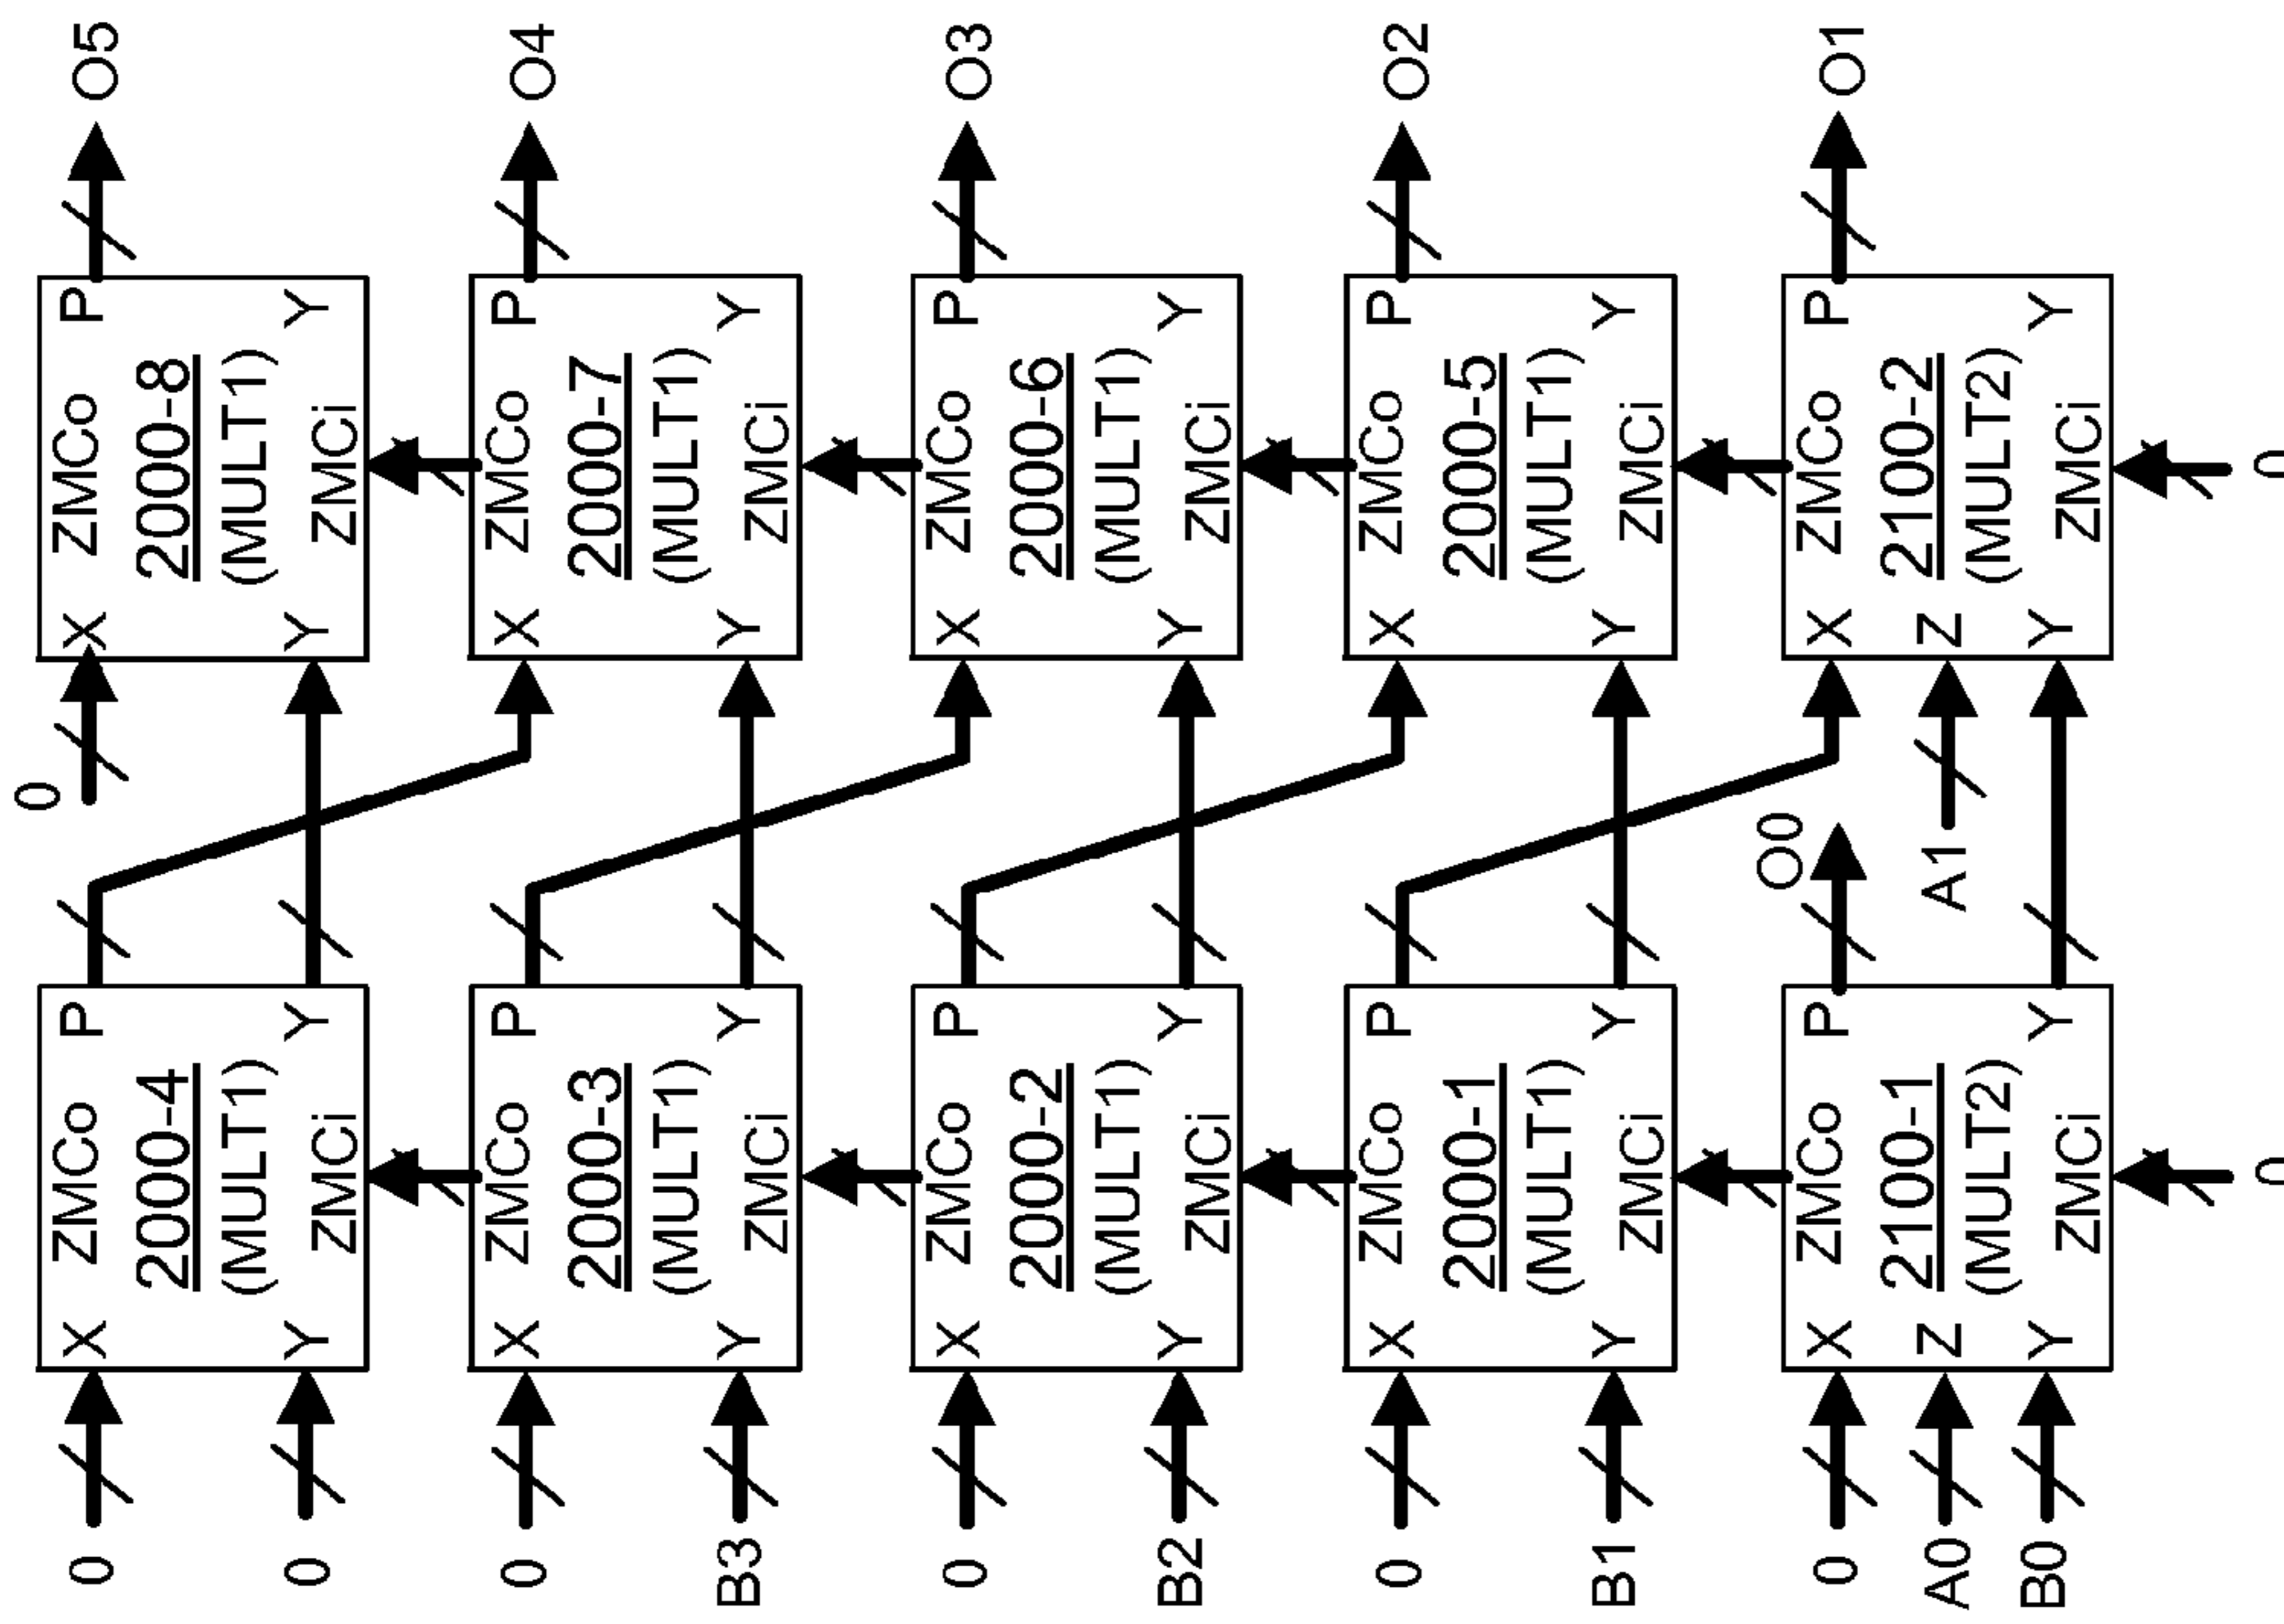 0
0 X ZMCo P X ZMCo P O5
2000-4 2000-8
(MULT1) (MULT1)
0 Y Y Y Y
ZMCi ZMCi
0 X ZMCo P X ZMCo P O4
2000-3 2000-7
(MULT1) (MULT1)
B3 Y Y Y Y
ZMCi ZMCi
0 X ZMCo P X ZMCo P O3
2000-2 2000-6
(MULT1) (MULT1)
B2 Y Y Y Y
ZMCi ZMCi
0 X ZMCo P X ZMCo P O2
2000-1 2000-5
(MULT1) (MULT1)
B1 Y Y Y Y
ZMCi ZMCi
O0
0 X ZMCo P X ZMCo P O1
A0 Z 2100-1 A1 Z 2100-2
(MULT2) (MULT2)
B0 Y Y Y Y
ZMCi ZMCi
0 0